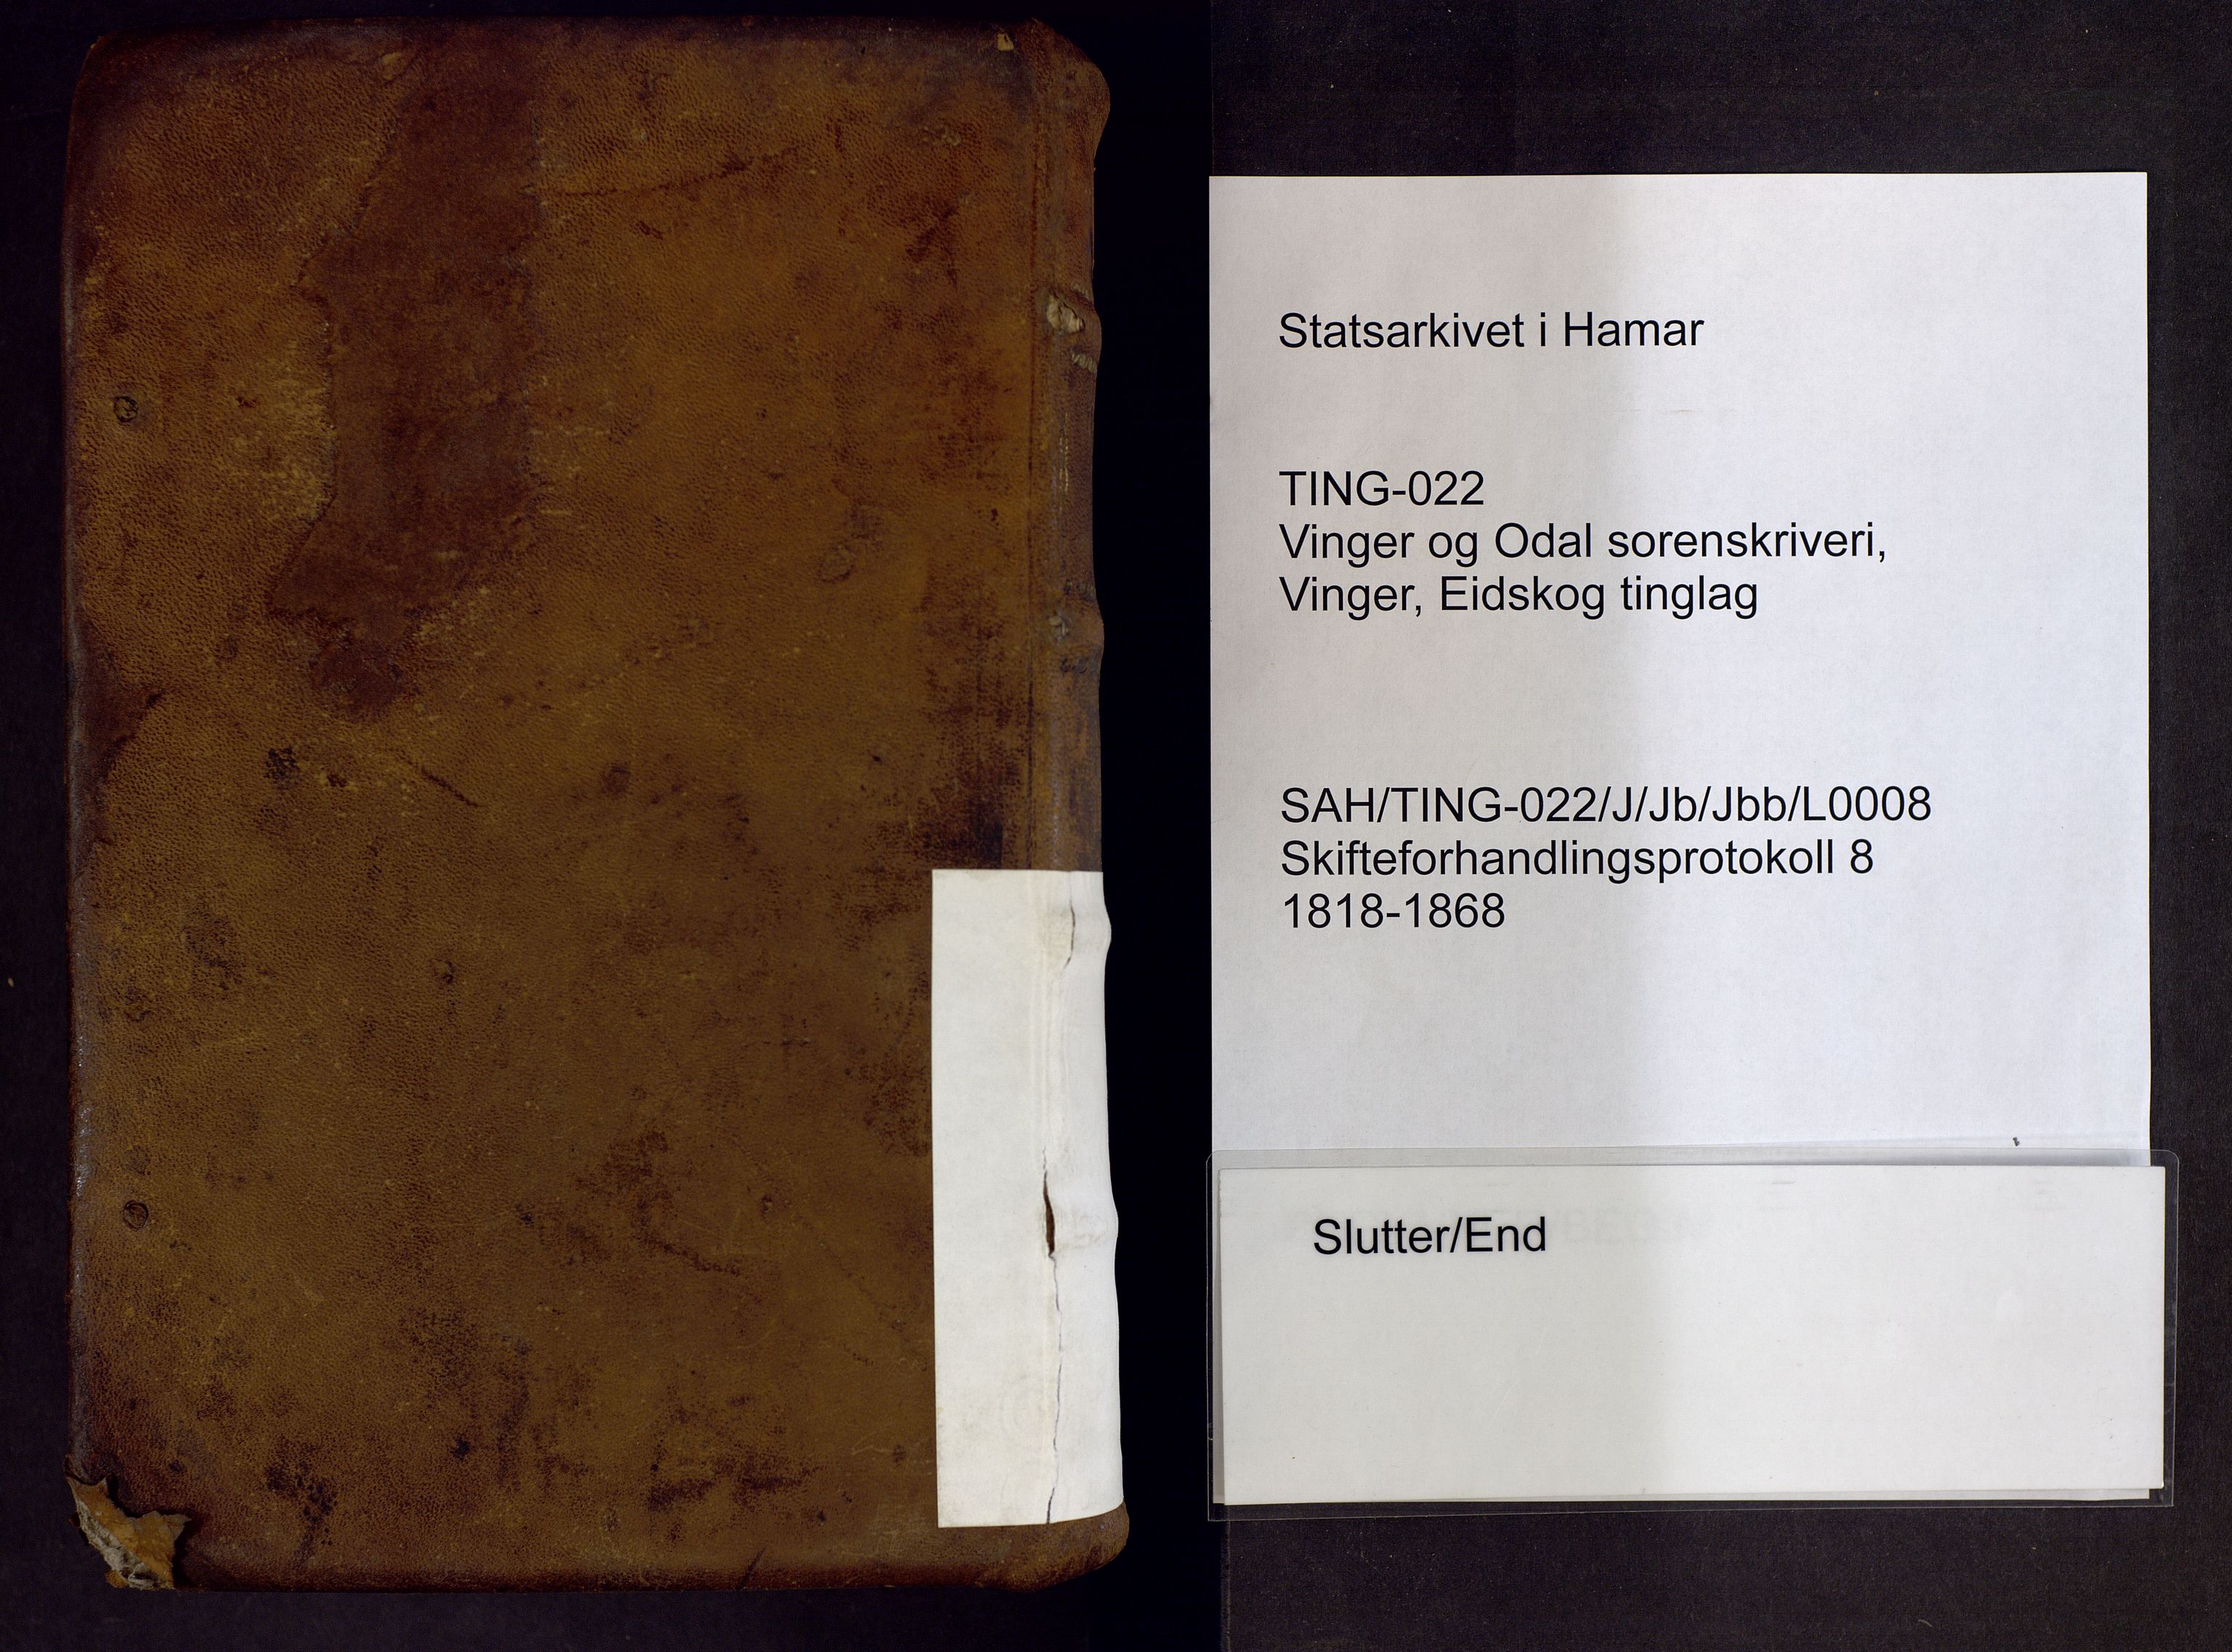 Statsarkivet i Hamar
TING-022
Vinger og Odal sorenskriveri,
Vinger, Eidskog tinglag
SAH/TING-022/J/Jb/Jbb/L0008
Skifteforhandlingsprotokoll 8
1818-1868
Slutter/End